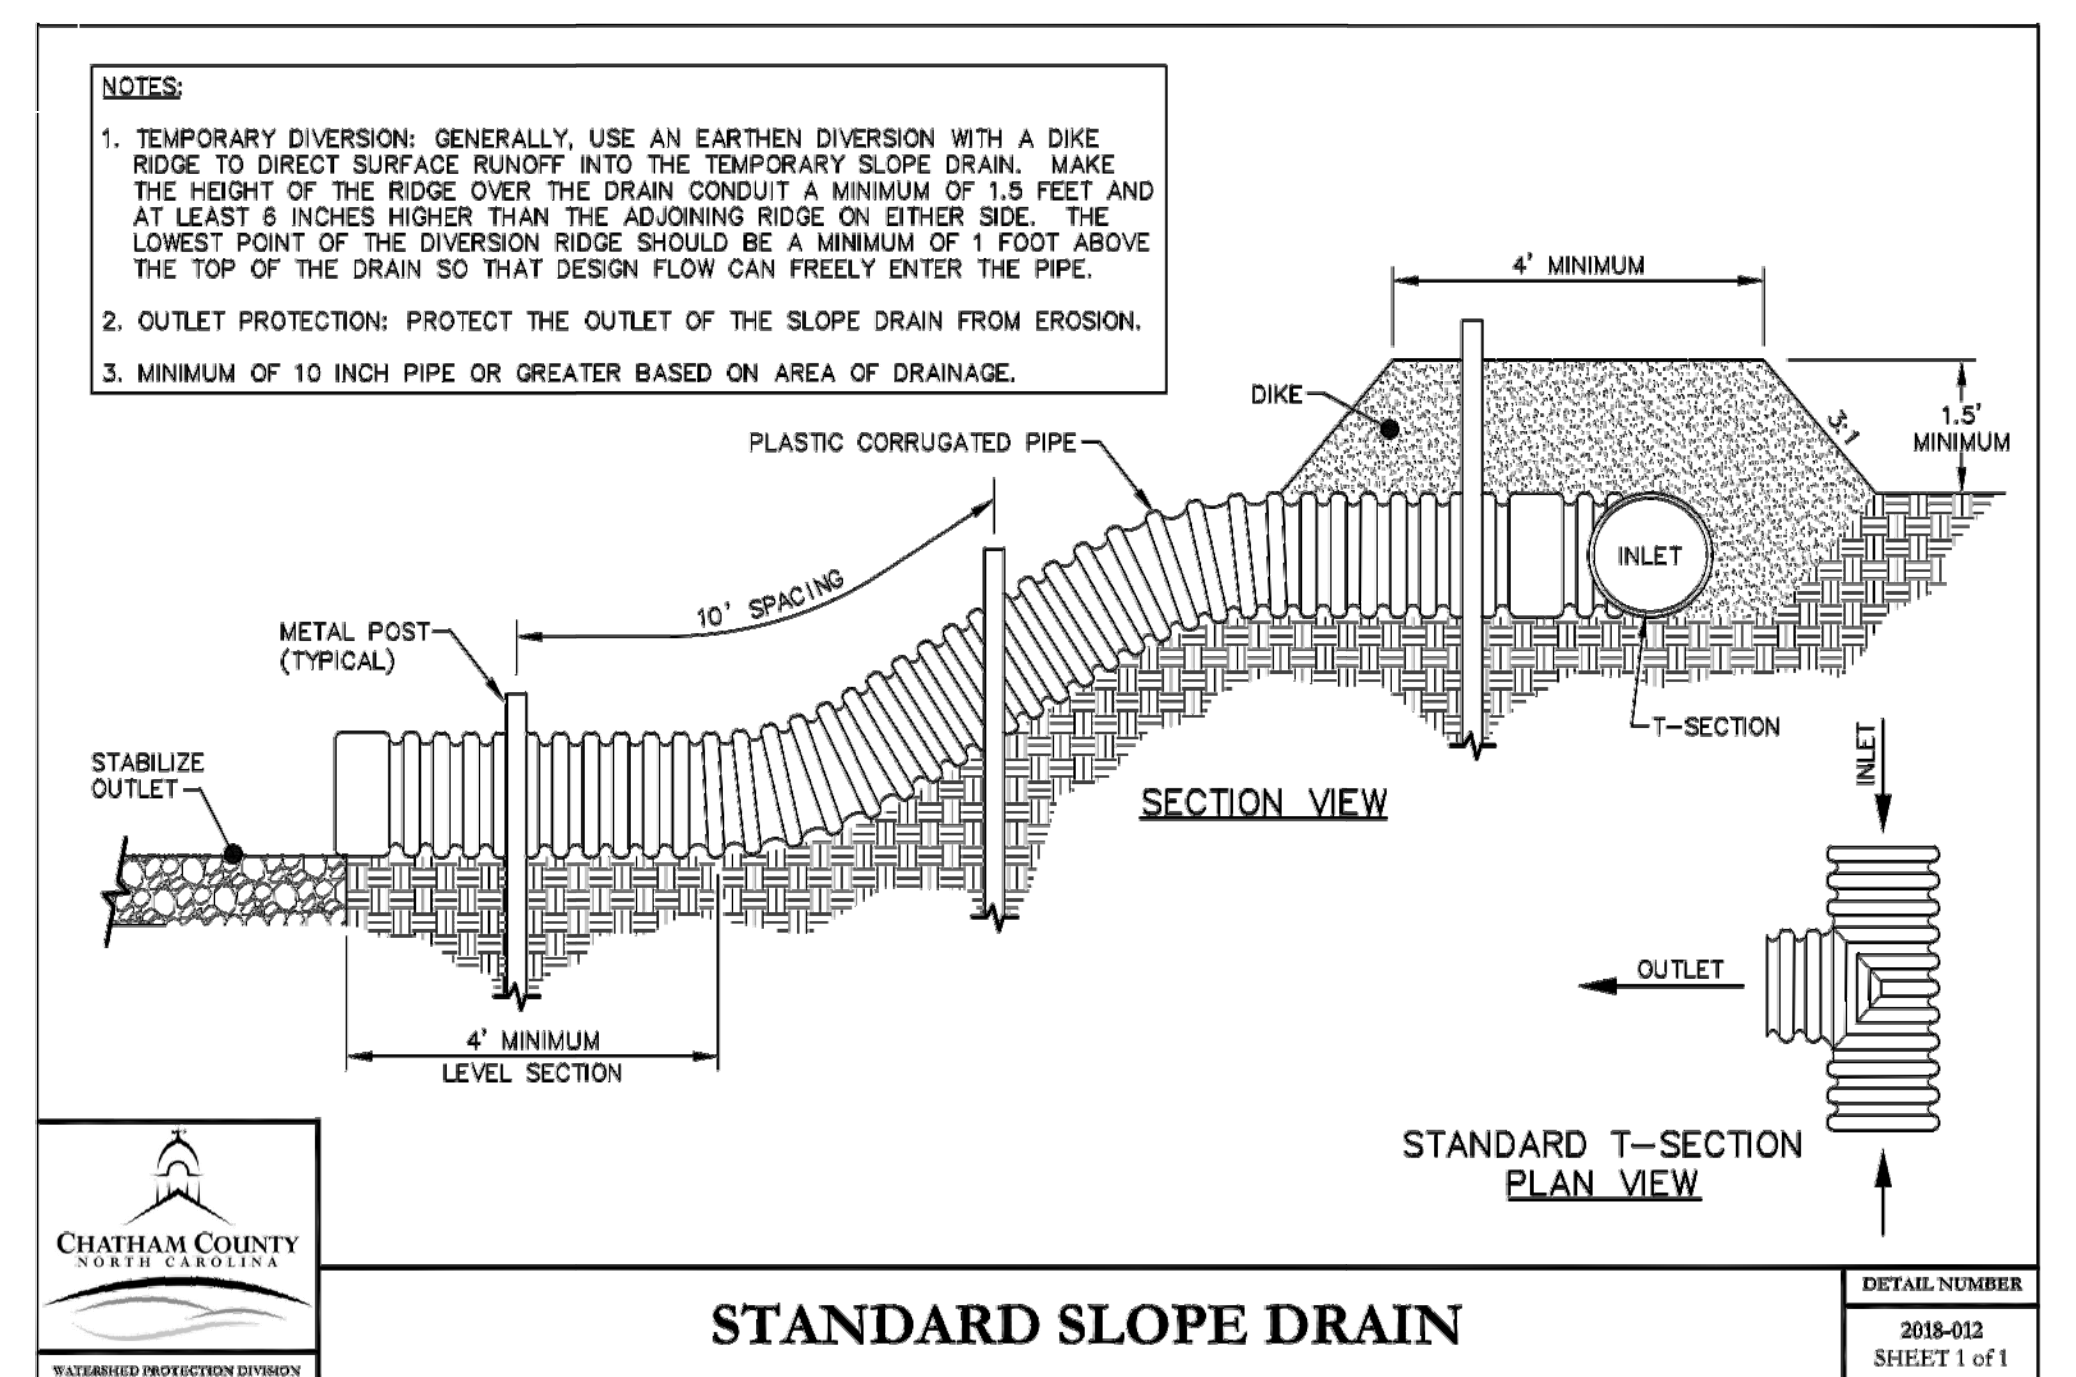 NOTES:
1. TEMPORARY DIVERSION: GENERALLY, USE AN EARTHEN DIVERSION WITH A DIKE
RIDGE TO DIRECT SURFACE RUNOFF INTO THE TEMPORARY SLOPE DRAIN. MAKE
THE HEIGHT OF THE RIDGE OVER THE DRAIN CONDUIT A MINIMUM OF 1.5 FEET AND
AT LEAST 6 INCHES HIGHER THAN THE ADJOINING RIDGE ON EITHER SIDE. THE
LOWEST POINT OF THE DIVERSION RIDGE SHOULD BE A MINIMUM OF 1 FOOT ABOVE
THE TOP OF THE DRAIN SO THAT DESIGN FLOW CAN FREELY ENTER THE PIPE.
2. OUTLET PROTECTION: PROTECT THE OUTLET OF THE SLOPE DRAIN FROM EROSION.
3. MINIMUM OF 10 INCH PIPE OR GREATER BASED ON AREA OF DRAINAGE.
4' MINIMUM
DIKE
3:1
1.5'
MINIMUM
PLASTIC CORRUGATED PIPE
INLET
10' SPACING
METAL POST
(TYPICAL)
T-SECTION
STABILIZE
OUTLET
SECTION VIEW
INLET
OUTLET
4' MINIMUM
LEVEL SECTION
STANDARD T-SECTION
PLAN VIEW
CHATHAM COUNTY
NORTH CAROLINA
WATERSHED PROTECTION DIVISION
STANDARD SLOPE DRAIN
DETAIL NUMBER
2018-012
SHEET 1 of 1